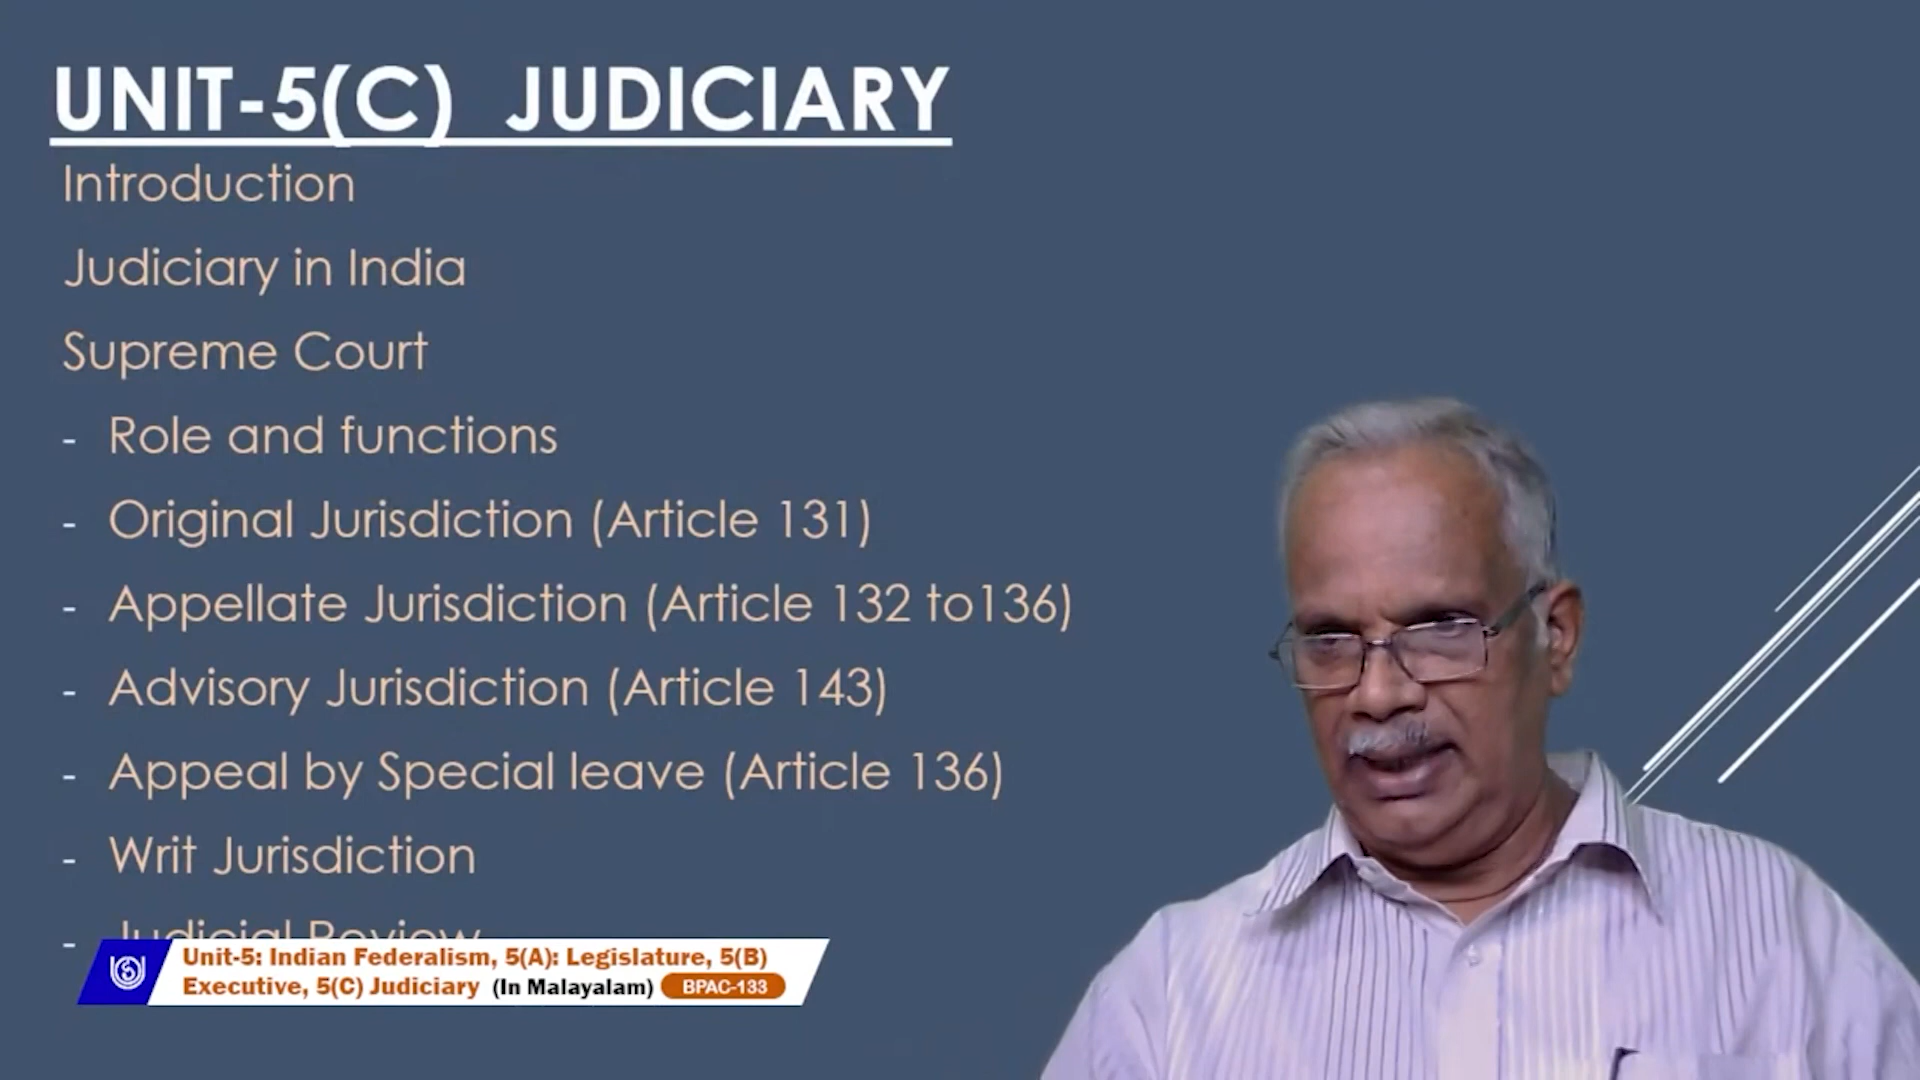 UNIT-5(C) JUDICIARY
Introduction
Judiciary in India
Supreme Court
- Role and functions
- Original Jurisdiction (Article 131)
- Appellate Jurisdiction (Article 132 to136)
- Advisory Jurisdiction (Article 143)
- Appeal by Special leave (Article 136)
- Writ Jurisdiction
- Judicial Review
Unit-5: Indian Federalism, 5(A): Legislature, 5(B)
Executive, 5(C) Judiciary (In Malayalam) BPAC-133